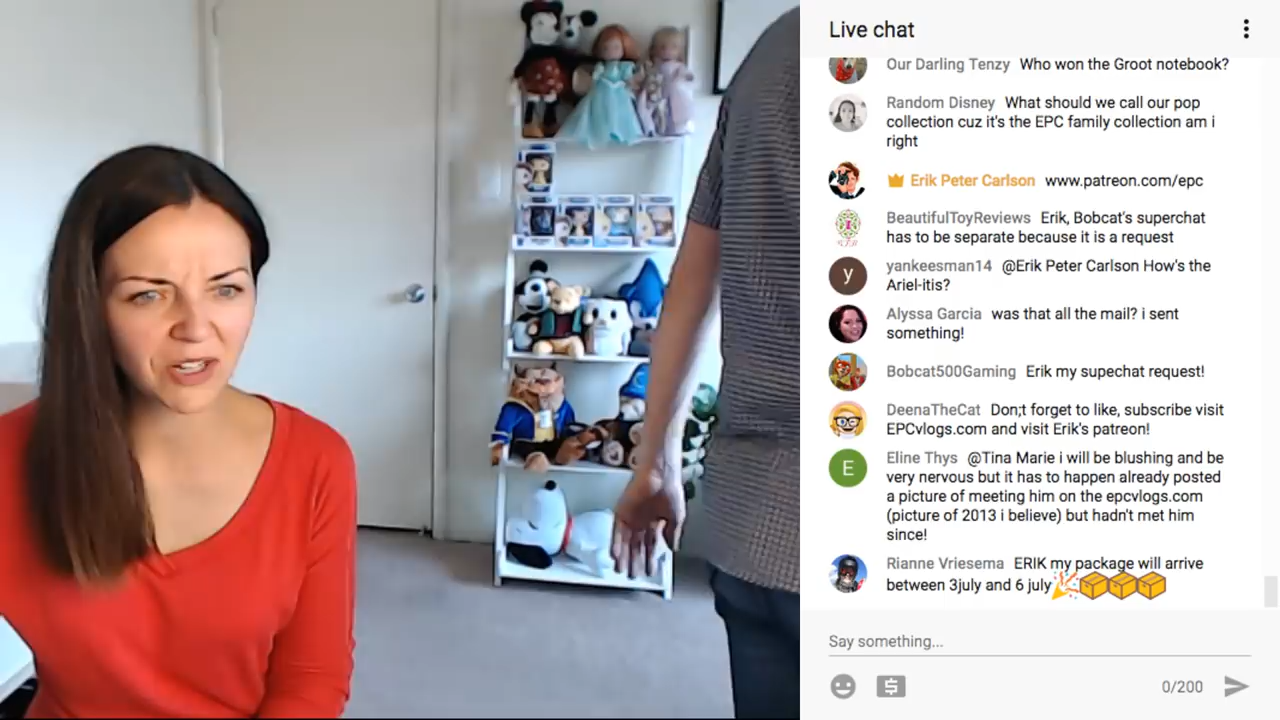 Live chat
Our Darling Tenzy Who won the Groot notebook?
Random Disney What should we call our pop
collection cuz it's the EPC family collection am i
right
Erik Peter Carlson www.patreon.com/epc
BeautifulToyReviews Erik, Bobcat's superchat
has to be separate because it is a request
y
yankeesman14 @Erik Peter Carlson How's the
Ariel-itis?
Alyssa Garcia was that all the mail? i sent
something!
Bobcat500Gaming Erik my supechat request!
DeenaTheCat Don;t forget to like, subscribe visit
EPCvlogs.com and visit Erik's patreon!
E
Eline Thys @Tina Marie i will be blushing and be
very nervous but it has to happen already posted
a picture of meeting him on the epcvlogs.com
(picture of 2013 i believe) but hadn't met him
since!
Rianne Vriesema ERIK my package will arrive
between 3july and 6 july🎉📦📦📦
Say something...
0/200